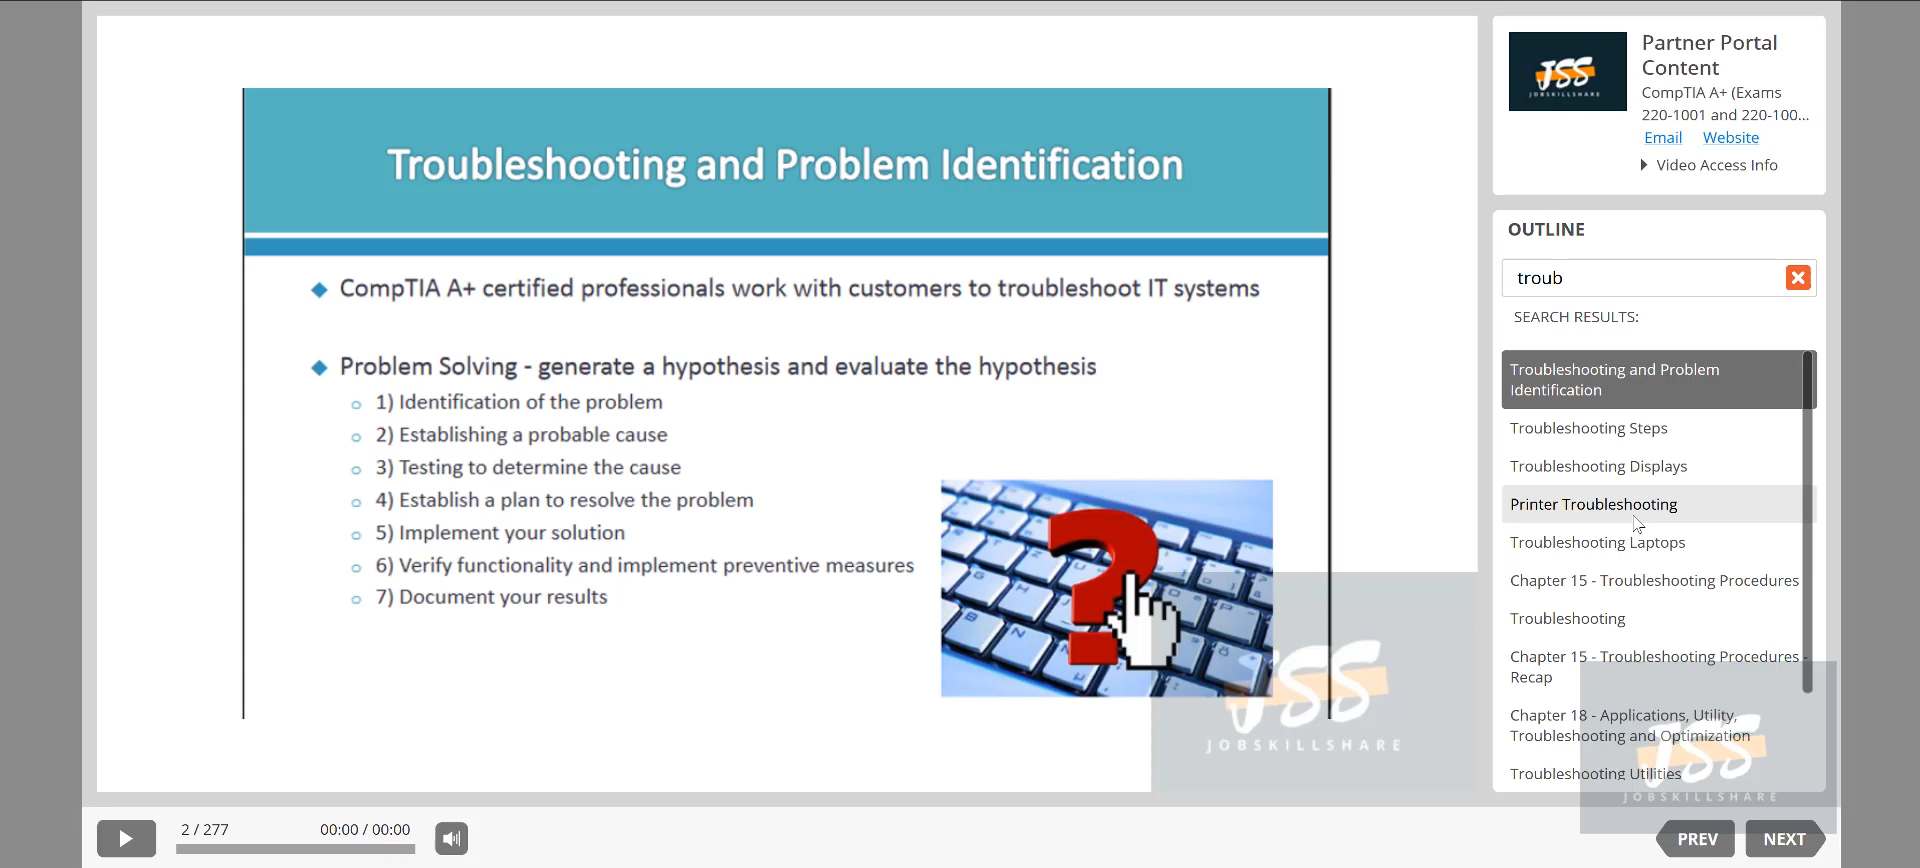 Troubleshooting and Problem Identification
CompTIA A+ certified professionals work with customers to troubleshoot IT systems
Problem Solving - generate a hypothesis and evaluate the hypothesis
1) Identification of the problem
2) Establishing a probable cause
3) Testing to determine the cause
4) Establish a plan to resolve the problem
5) Implement your solution
6) Verify functionality and implement preventive measures
7) Document your results
JSS
JOBSKILLSHARE
2 / 277
00:00 / 00:00
JSS
JOBSKILLSHARE
Partner Portal
Content
CompTIA A+ (Exams
220-1001 and 220-100...
Email Website
Video Access Info
OUTLINE
troub
SEARCH RESULTS:
Troubleshooting and Problem
Identification
Troubleshooting Steps
Troubleshooting Displays
Printer Troubleshooting
Troubleshooting Laptops
Chapter 15 - Troubleshooting Procedures
Troubleshooting
Chapter 15 - Troubleshooting Procedures -
Recap
Chapter 18 - Applications, Utility,
Troubleshooting and Optimization
Troubleshooting Utilities
JSS
JOBSKILLSHARE
PREV
NEXT